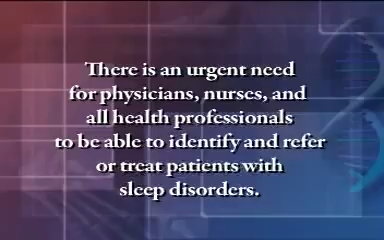 There is an urgent need
for physicians, nurses, and
all health professionals
to be able to identify and refer
or treat patients with
sleep disorders.